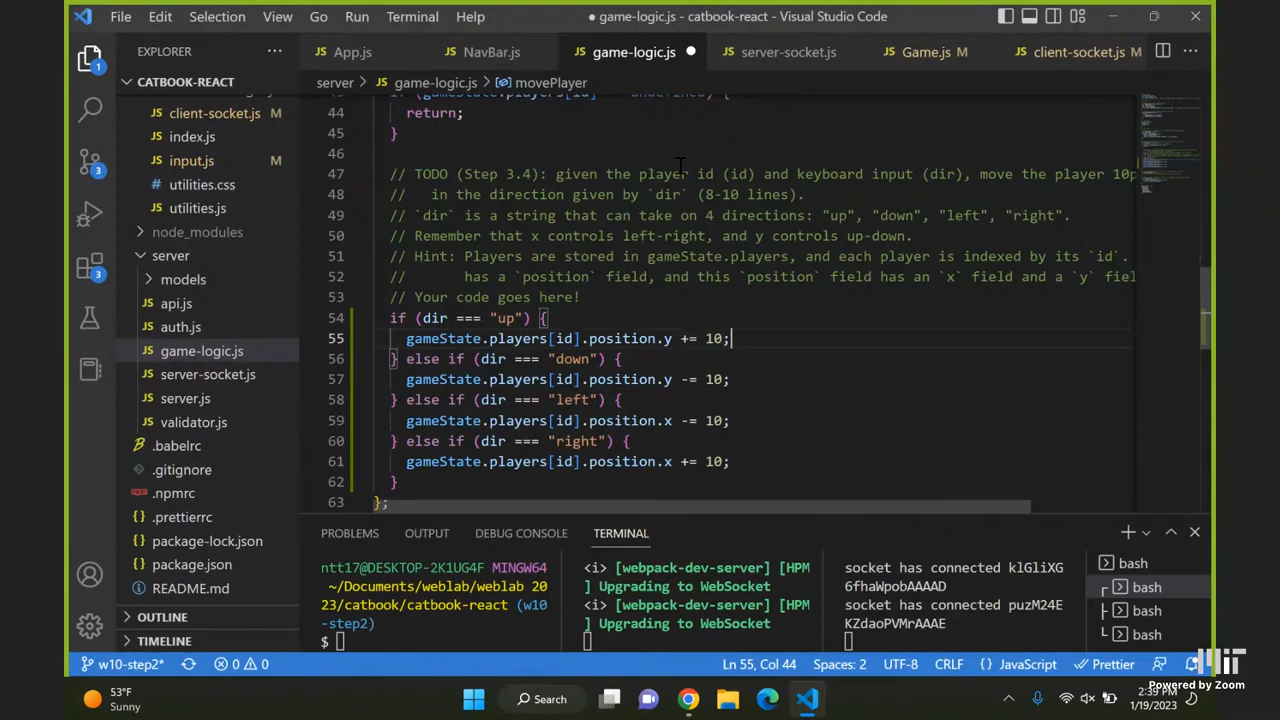 File Edit Selection View Go Run Terminal Help ● game-logic.js - catbook-react - Visual Studio Code
EXPLORER
JS App.js JS NavBar.js JS game-logic.js ● JS server-socket.js JS Game.js M JS client-socket.js M
CATBOOK-REACT
server > JS game-logic.js > movePlayer
JS client-socket.js M
JS index.js
JS input.js M
utilities.css
JS utilities.js
node_modules
server
models
JS api.js
JS auth.js
JS game-logic.js
JS server-socket.js
JS server.js
JS validator.js
.babelrc
.gitignore
.npmrc
.prettierrc
package-lock.json
package.json
README.md
OUTLINE
TIMELINE
1
3
3
if (gameState.players[id] undefined) {
44 return;
45 }
46
47 // TODO (Step 3.4): given the player id (id) and keyboard input (dir), move the player 10p
48 // in the direction given by `dir` (8-10 lines).
49 // `dir` is a string that can take on 4 directions: "up", "down", "left", "right".
50 // Remember that x controls left-right, and y controls up-down.
51 // Hint: Players are stored in gameState.players, and each player is indexed by its `id`.
52 // has a `position` field, and this `position` field has an `x` field and a `y` fiel
53 // Your code goes here!
54 if (dir === "up") {
55 gameState.players[id].position.y += 10;
56 } else if (dir === "down") {
57 gameState.players[id].position.y -= 10;
58 } else if (dir === "left") {
59 gameState.players[id].position.x -= 10;
60 } else if (dir === "right") {
61 gameState.players[id].position.x += 10;
62 }
63 };
PROBLEMS OUTPUT DEBUG CONSOLE TERMINAL
ntt17@DESKTOP-2K1UG4F MINGW64
~/Documents/weblab/weblab 20
23/catbook/catbook-react (w10
-step2)
$
<i> [webpack-dev-server] [HPM
] Upgrading to WebSocket
<i> [webpack-dev-server] [HPM
] Upgrading to WebSocket
socket has connected klGliXG
6fhaWpobAAAAD
socket has connected puzM24E
KZdaoPVMrAAAE
bash
bash
bash
bash
w10-step2* 0 0 Ln 55, Col 44 Spaces: 2 UTF-8 CRLF {} JavaScript Prettier
53°F
Sunny
Search
2:39 PM
1/19/2023
Powered by Zoom